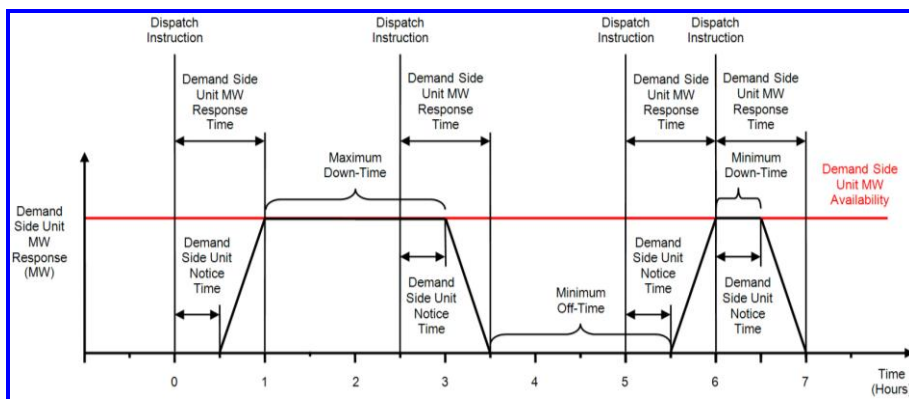 Dispatch
Instruction
Dispatch
Instruction
Dispatch
Instruction
Dispatch
Instruction
Demand Side
Unit MW
Response
Time
Demand Side
Unit MW
Response
Time
Demand Side
Unit MW
Response
Time
Demand Side
Unit MW
Response
Time
Maximum
Down-Time
Minimum
Down-Time
Demand Side
Unit MW
Availability
Demand
Side Unit
MW
Response
(MW)
Demand
Side Unit
Notice
Time
Demand
Side Unit
Notice
Time
Minimum
Off-Time
Demand
Side Unit
Notice
Time
Demand
Side Unit
Notice
Time
0 1 2 3 4 5 6 7
Time
(Hours)